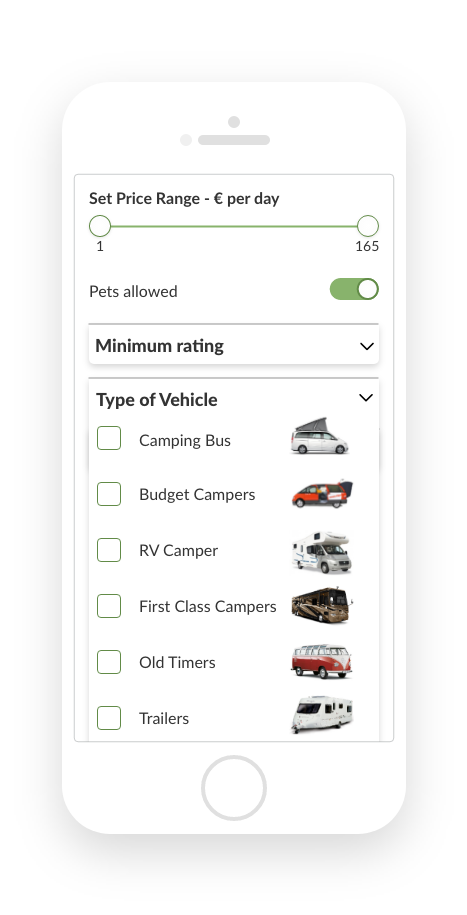 Set Price Range - € per day
1 165
Pets allowed
Minimum rating
Type of Vehicle
Camping Bus
Budget Campers
RV Camper
First Class Campers
Old Timers
Trailers